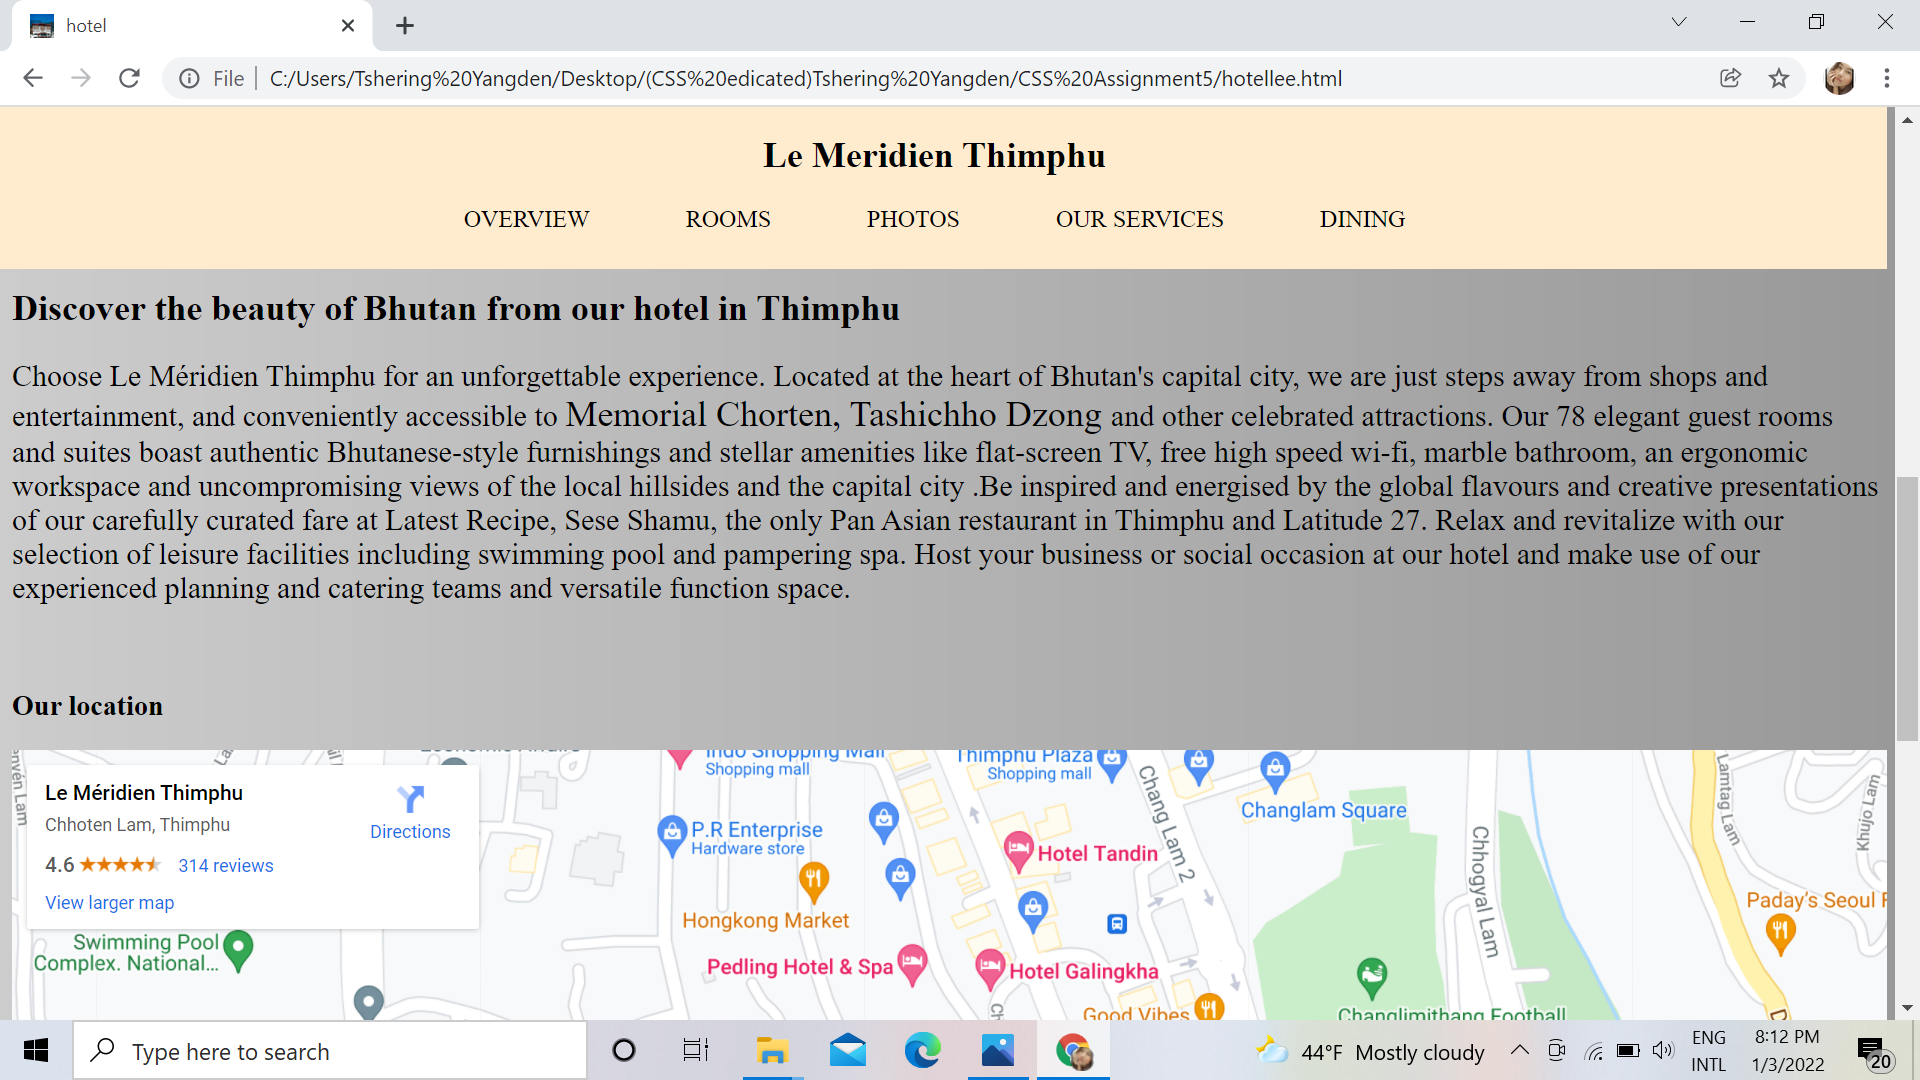 hotel
File
C:/Users/Tshering%20Yangden/Desktop/(CSS%20edicated)Tshering%20Yangden/CSS%20Assignment5/hotellee.html
Le Meridien Thimphu
OVERVIEW ROOMS PHOTOS OUR SERVICES DINING
Discover the beauty of Bhutan from our hotel in Thimphu
Choose Le Méridien Thimphu for an unforgettable experience. Located at the heart of Bhutan's capital city, we are just steps away from shops and
entertainment, and conveniently accessible to Memorial Chorten, Tashichho Dzong and other celebrated attractions. Our 78 elegant guest rooms
and suites boast authentic Bhutanese-style furnishings and stellar amenities like flat-screen TV, free high speed wi-fi, marble bathroom, an ergonomic
workspace and uncompromising views of the local hillsides and the capital city .Be inspired and energised by the global flavours and creative presentations
of our carefully curated fare at Latest Recipe, Sese Shamu, the only Pan Asian restaurant in Thimphu and Latitude 27. Relax and revitalize with our
selection of leisure facilities including swimming pool and pampering spa. Host your business or social occasion at our hotel and make use of our
experienced planning and catering teams and versatile function space.
Our location
Le Méridien Thimphu
Chhoten Lam, Thimphu
4.6
314 reviews
View larger map
Directions
Indo Shopping Mall
Shopping mall
Thimphu Plaza
Shopping mall
Changlam Square
Chang Lam 2
Lamtag Lam
Khujo Lam
Chhogyal Lam
P.R Enterprise
Hardware store
Hotel Tandin
Hongkong Market
Paday's Seoul
Swimming Pool
Complex. National...
Pedling Hotel & Spa
Hotel Galingkha
Good Vibes
Changlimithang Football
Type here to search
44°F Mostly cloudy
ENG
INTL
8:12 PM
1/3/2022
20